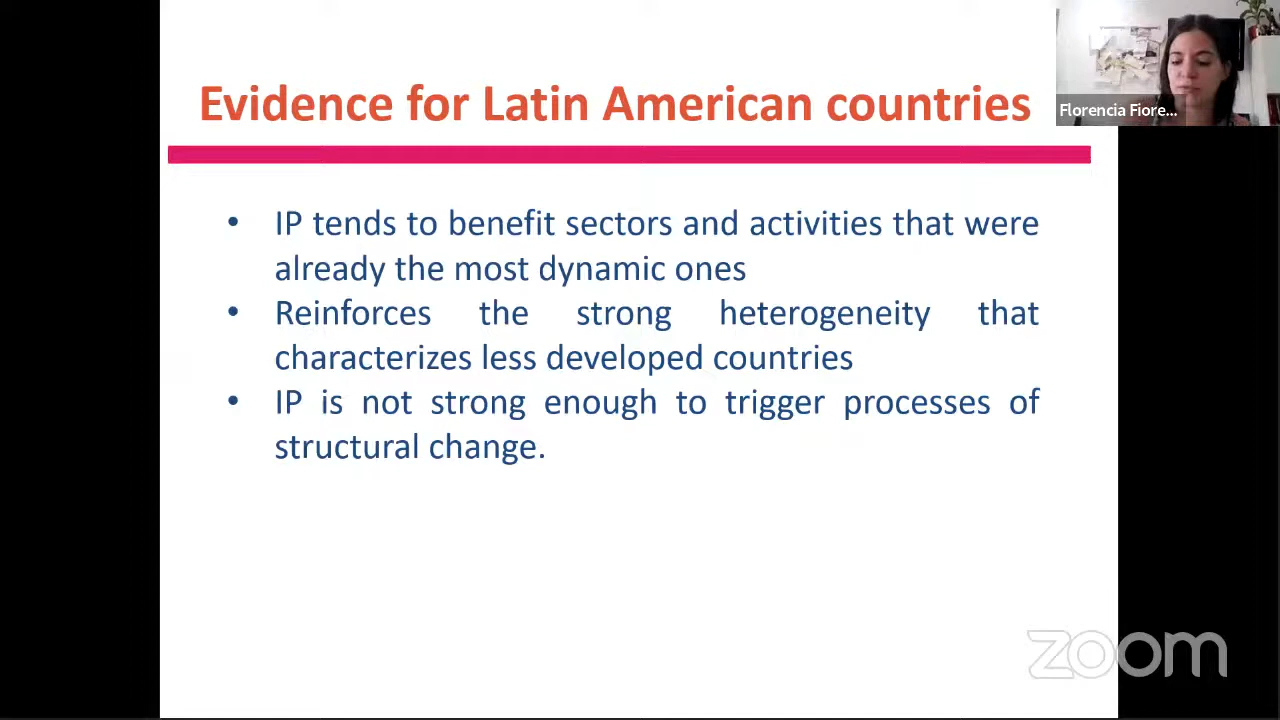 Evidence for Latin American countries
Florencia Fiore...
• IP tends to benefit sectors and activities that were
already the most dynamic ones
• Reinforces the strong heterogeneity that
characterizes less developed countries
• IP is not strong enough to trigger processes of
structural change.
zoom